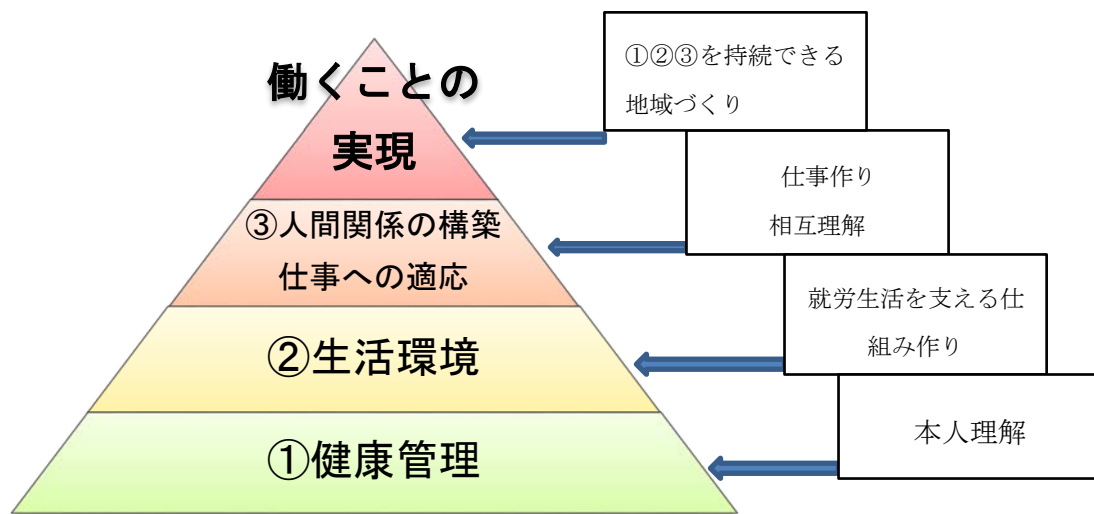 働くことの
実現
③人間関係の構築
仕事への適応
②生活環境
①健康管理
①②③を持続できる
地域づくり
仕事作り
相互理解
就労生活を支える仕
組み作り
本人理解